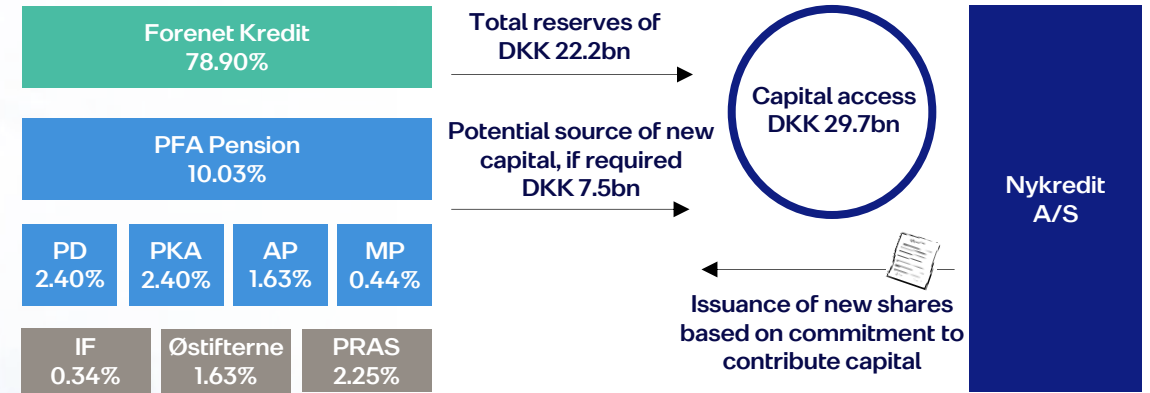 Forenet Kredit
78.90%
PFA Pension
10.03%
PD
2.40%
PKA
2.40%
AP
1.63%
MP
0.44%
IF
0.34%
Østifterne
1.63%
PRAS
2.25%
Total reserves of
DKK 22.2bn
Potential source of new
capital, if required
DKK 7.5bn
Capital access
DKK 29.7bn
Issuance of new shares
based on commitment to
contribute capital
Nykredit
A/S